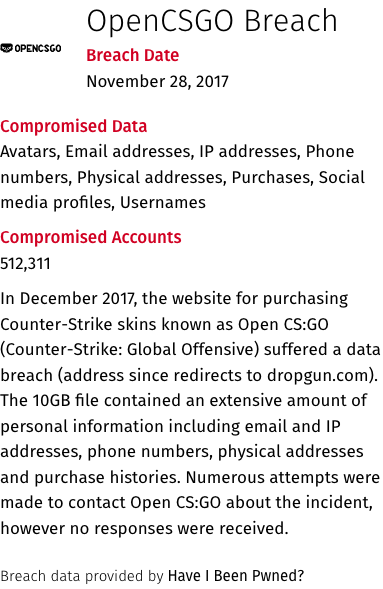 OpenCSGO Breach
OPENCSGO
Breach Date
November 28, 2017
Compromised Data
Avatars, Email addresses, IP addresses, Phone
numbers, Physical addresses, Purchases, Social
media profiles, Usernames
Compromised Accounts
512,311
In December 2017, the website for purchasing
Counter-Strike skins known as Open CS:GO
(Counter-Strike: Global Offensive) suffered a data
breach (address since redirects to dropgun.com).
The 10GB file contained an extensive amount of
personal information including email and IP
addresses, phone numbers, physical addresses
and purchase histories. Numerous attempts were
made to contact Open CS:GO about the incident,
however no responses were received.
Breach data provided by Have I Been Pwned?